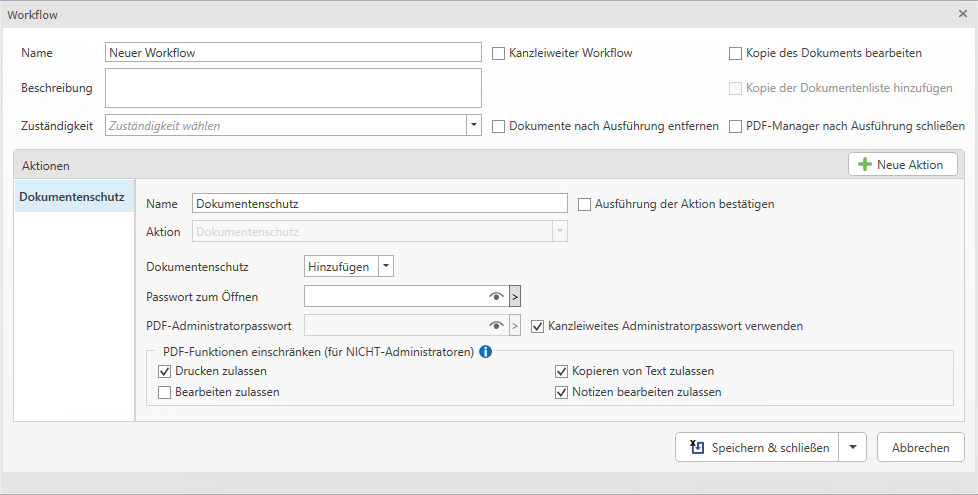 Workflow
Name Neuer Workflow Kanzleiweiter Workflow Kopie des Dokuments bearbeiten
Beschreibung Kopie der Dokumentenliste hinzufügen
Zuständigkeit Zuständigkeit wählen Dokumente nach Ausführung entfernen PDF-Manager nach Ausführung schließen
Aktionen Neue Aktion
Dokumentenschutz
Name Dokumentenschutz Ausführung der Aktion bestätigen
Aktion Dokumentenschutz
Dokumentenschutz Hinzufügen
Passwort zum Öffnen >
PDF-Administratorpasswort > Kanzleiweites Administratorpasswort verwenden
PDF-Funktionen einschränken (für NICHT-Administratoren)
Drucken zulassen Kopieren von Text zulassen
Bearbeiten zulassen Notizen bearbeiten zulassen
Speichern & schließen Abbrechen